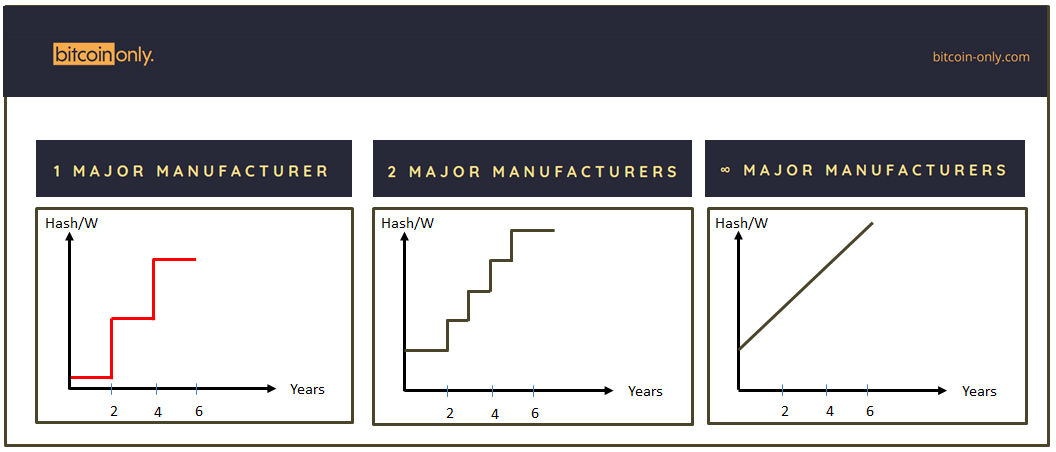 bitcoin only.
bitcoin-only.com
1 MAJOR MANUFACTURER
2 MAJOR MANUFACTURERS
∞ MAJOR MANUFACTURERS
Hash/W
2 4 6
Years
Hash/W
2 4 6
Years
Hash/W
2 4 6
Years